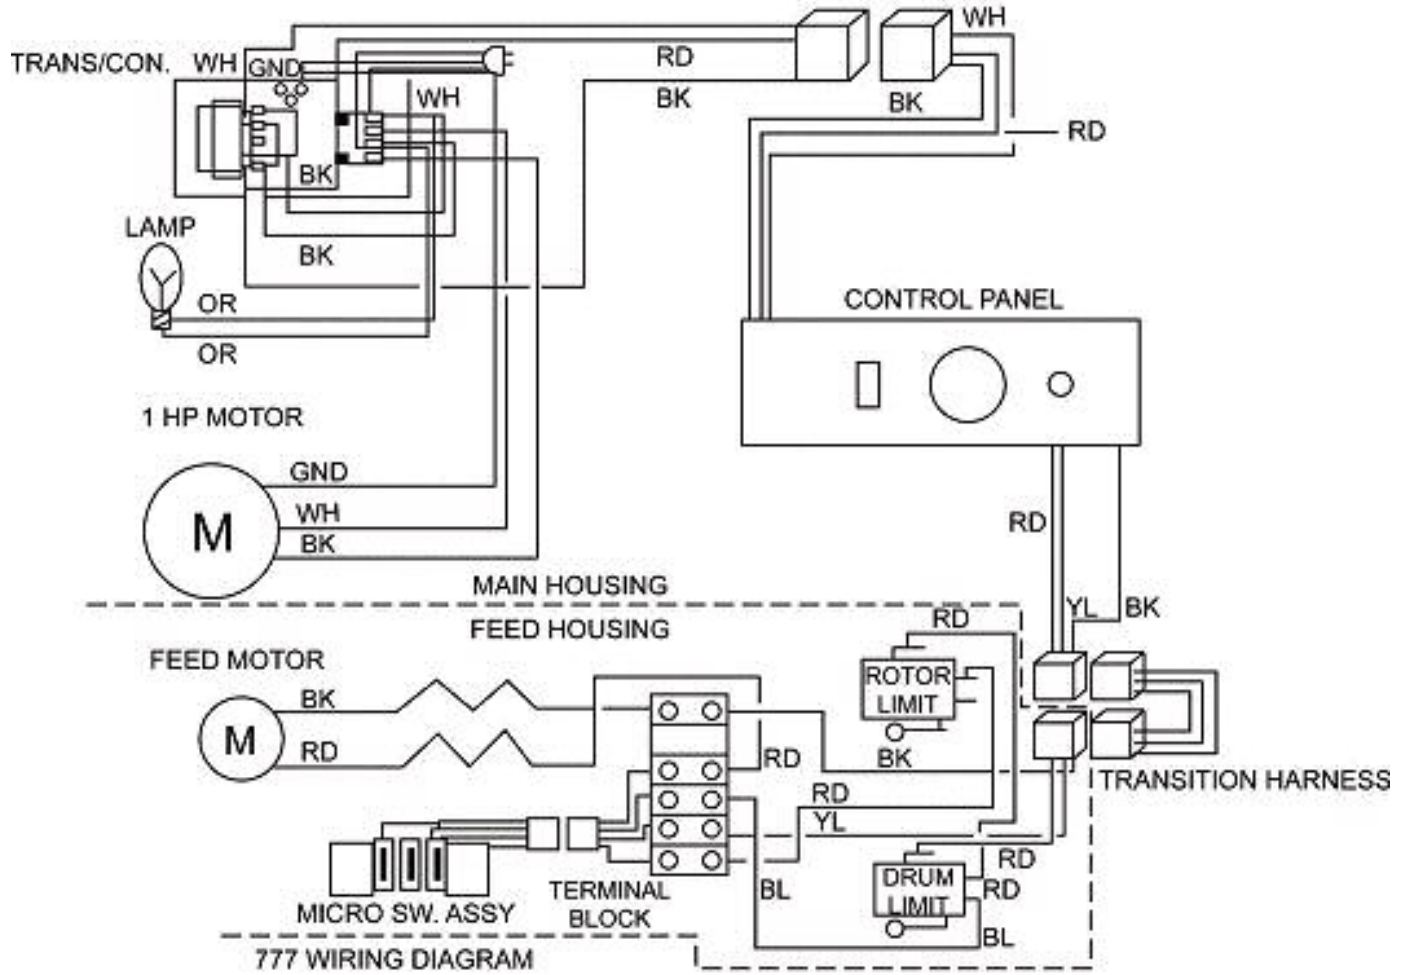 WH
RD
TRANS/CON.
WH
GND
WH
BK
BK
RD
BK
LAMP
BK
OR
CONTROL PANEL
OR
1 HP MOTOR
GND
WH
M
BK
RD
MAIN HOUSING
FEED HOUSING
RD
YL
BK
FEED MOTOR
ROTOR
LIMIT
BK
M
RD
RD
BK
TRANSITION HARNESS
RD
YL
RD
DRUM
LIMIT
RD
TERMINAL
BLOCK
BL
MICRO SW. ASSY
BL
777 WIRING DIAGRAM